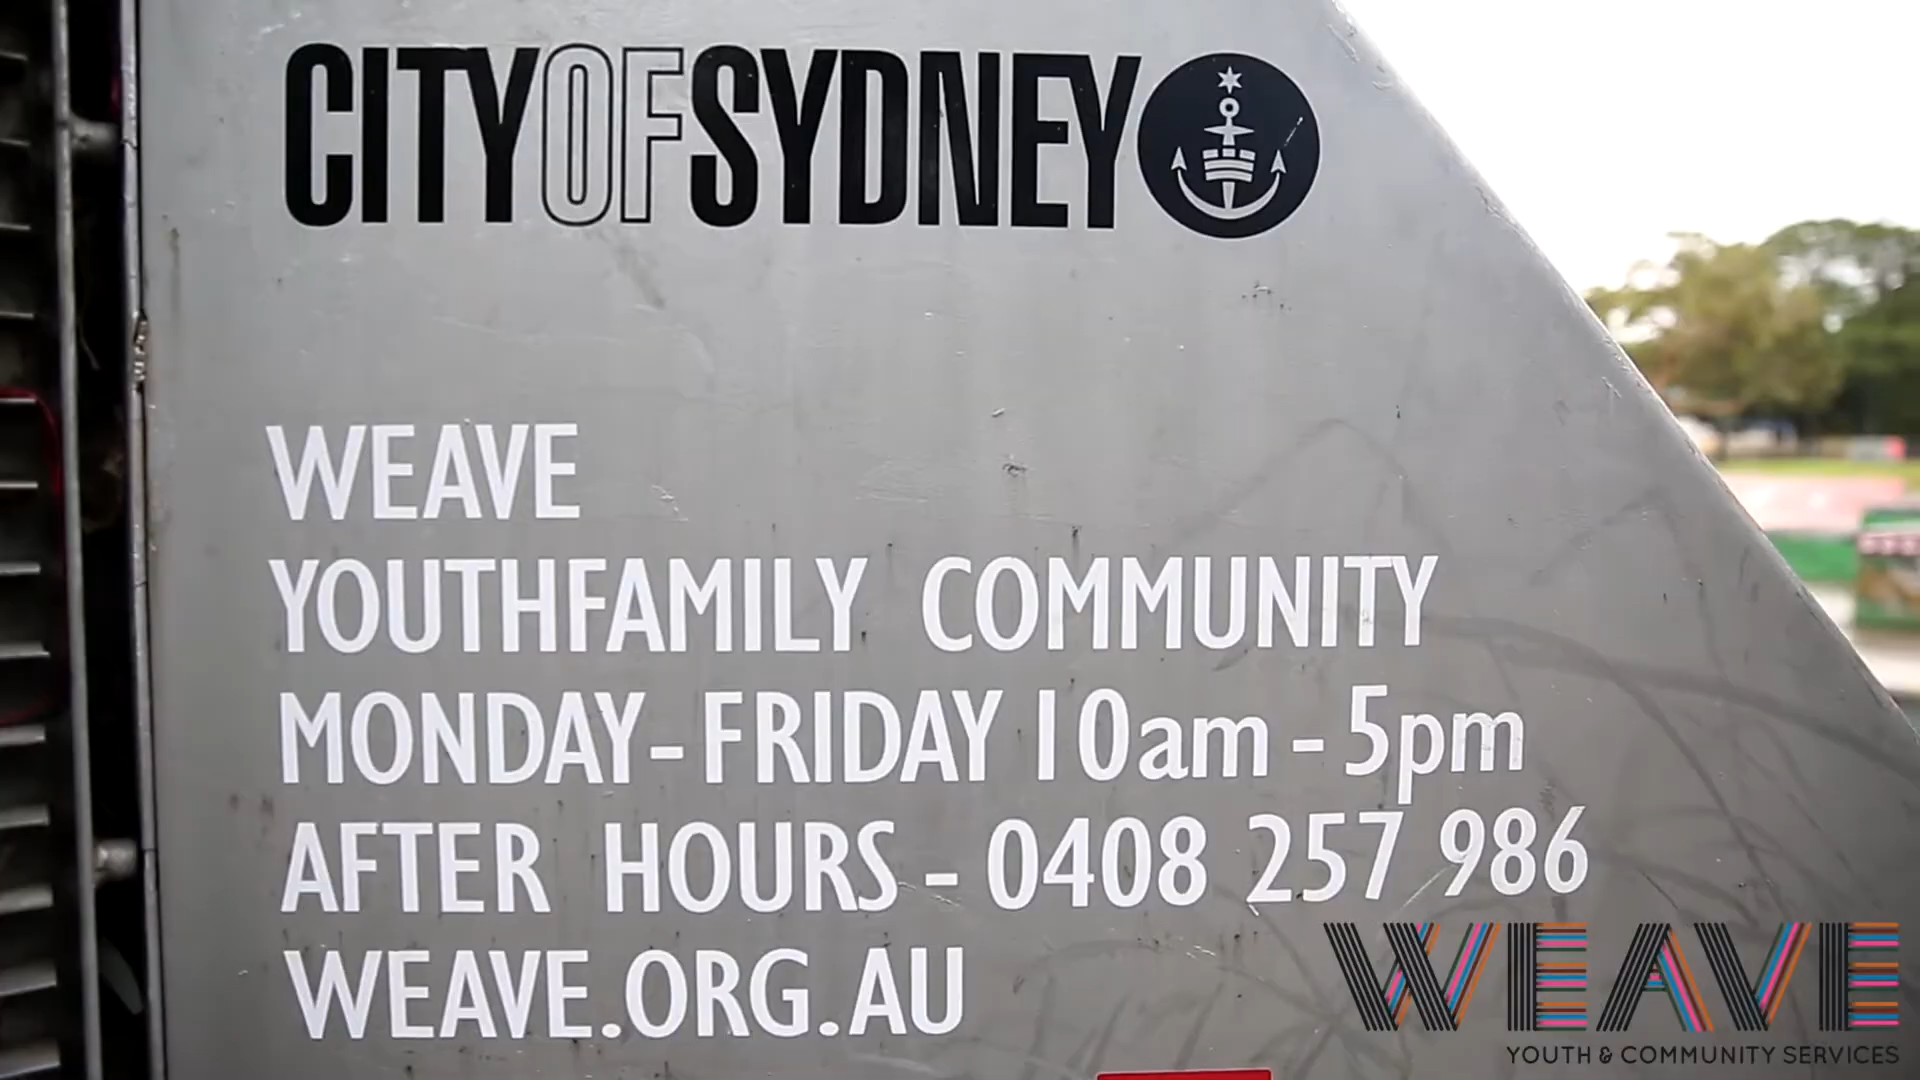 CITYOFSYDNEY
WEAVE
YOUTHFAMILY COMMUNITY
MONDAY-FRIDAY 10am-5pm
AFTER HOURS - 0408 257 986
WEAVE.ORG.AU
WEAVE
YOUTH & COMMUNITY SERVICES